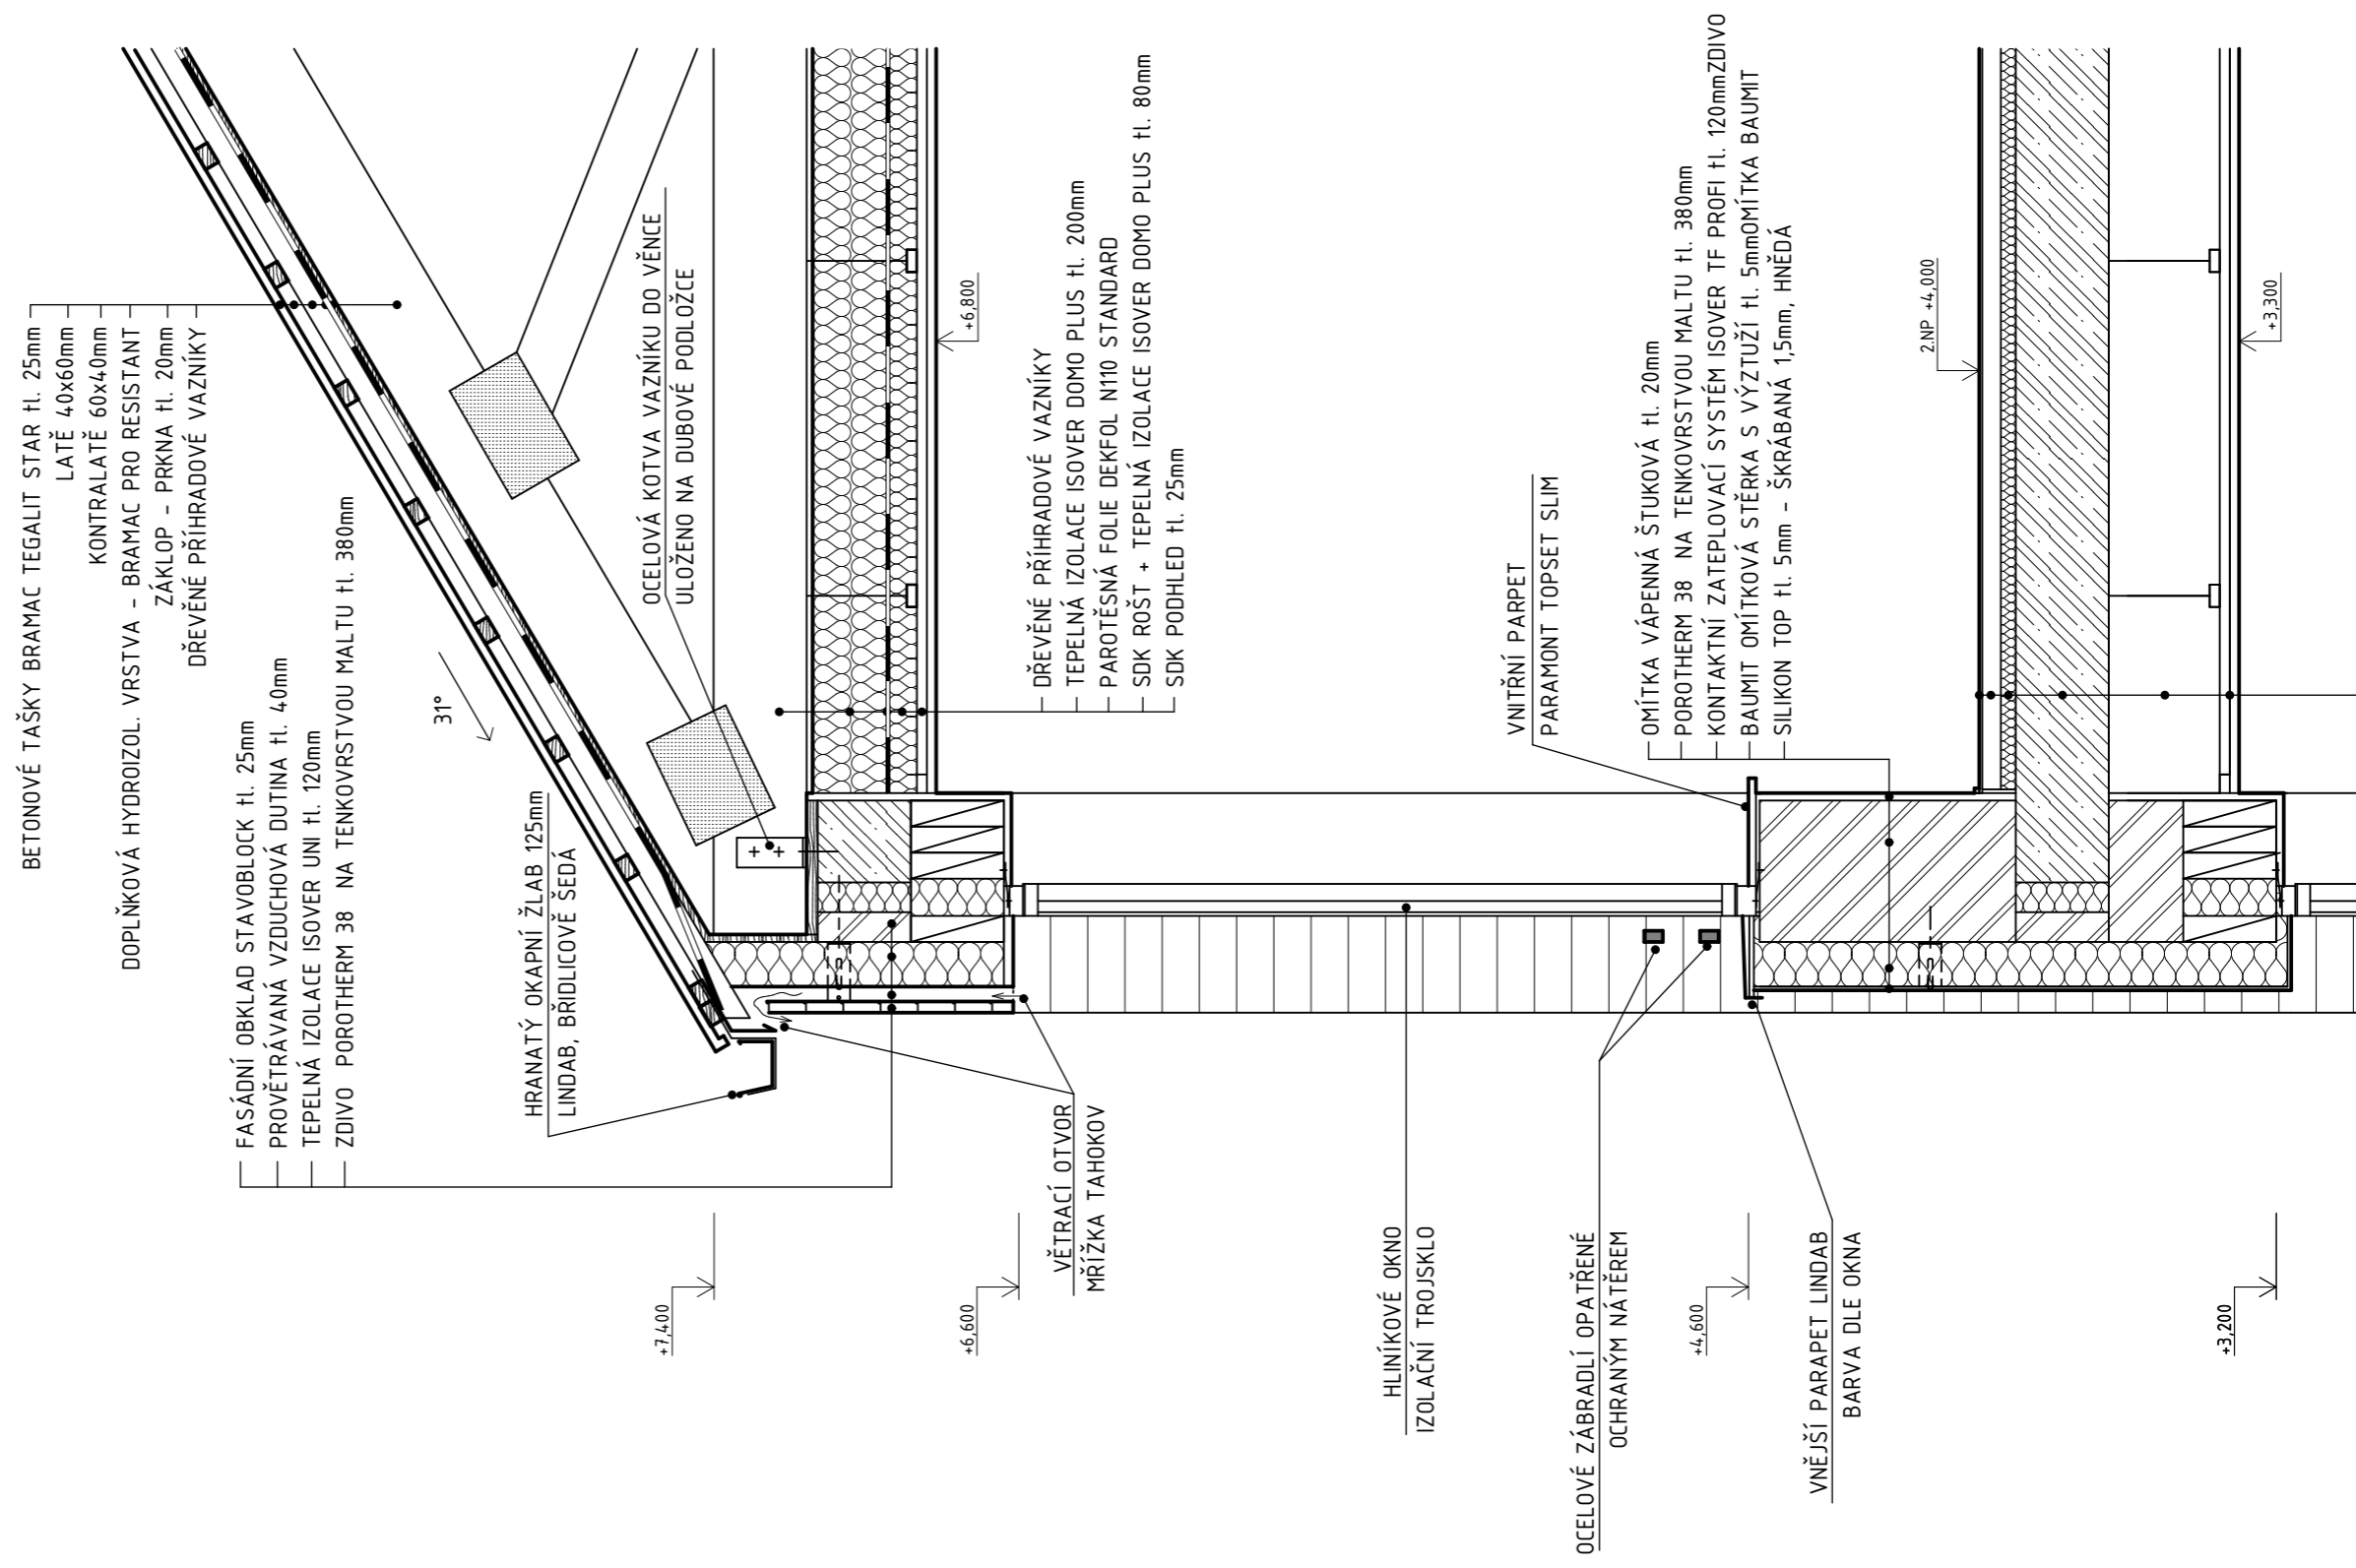 BETONOVÉ TAŠKY BRAMAC TEGALIT STAR tl. 25mm
LATĚ 40x60mm
KONTRALATĚ 60x40mm
DOPLŇKOVÁ HYDROIZOL. VRSTVA - BRAMAC PRO RESISTANT
ZÁKLOP - PRKNA tl. 20mm
DŘEVĚNÉ PŘÍHRADOVÉ VAZNÍKY
FASÁDNÍ OBKLAD STAVOBLOCK tl. 25mm
PROVĚTRÁVANÁ VZDUCHOVÁ DUTINA tl. 40mm
TEPELNÁ IZOLACE ISOVER UNI tl. 120mm
ZDIVO POROTHERM 38 NA TENKOVRSTVOU MALTU tl. 380mm
31°
HRANATÝ OKAPNÍ ŽLAB 125mm
LINDAB, BŘIDLICOVĚ ŠEDÁ
OCELOVÁ KOTVA VAZNÍKU DO VĚNCE
ULOŽENO NA DUBOVÉ PODLOŽCE
+7,400
+6,800
+6,600
DŘEVĚNÉ PŘÍHRADOVÉ VAZNÍKY
TEPELNÁ IZOLACE ISOVER DOMO PLUS tl. 200mm
PAROTĚSNÁ FOLIE DEKFOL N110 STANDARD
SDK ROŠT + TEPELNÁ IZOLACE ISOVER DOMO PLUS tl. 80mm
SDK PODHLED tl. 25mm
VĚTRACÍ OTVOR
MŘÍŽKA TAHOKOV
HLINÍKOVÉ OKNO
IZOLAČNÍ TROJSKLO
VNITŘNÍ PARPET
PARAMONT TOPSET SLIM
OCELOVÉ ZÁBRADLÍ OPATŘENÉ
OCHRANÝM NÁTĚREM
OMÍTKA VÁPENNÁ ŠTUKOVÁ tl. 20mm
POROTHERM 38 NA TENKOVRSTVOU MALTU tl. 380mm
KONTAKTNÍ ZATEPLOVACÍ SYSTÉM ISOVER TF PROFI tl. 120mmZDIVO
BAUMIT OMÍTKOVÁ STĚRKA S VÝZTUŽÍ tl. 5mmOMÍTKA BAUMIT
SILIKON TOP tl. 5mm - ŠKRÁBANÁ 1,5mm, HNĚDÁ
+4,600
VNĚJŠÍ PARAPET LINDAB
BARVA DLE OKNA
2.NP +4,000
+3,300
+3,200